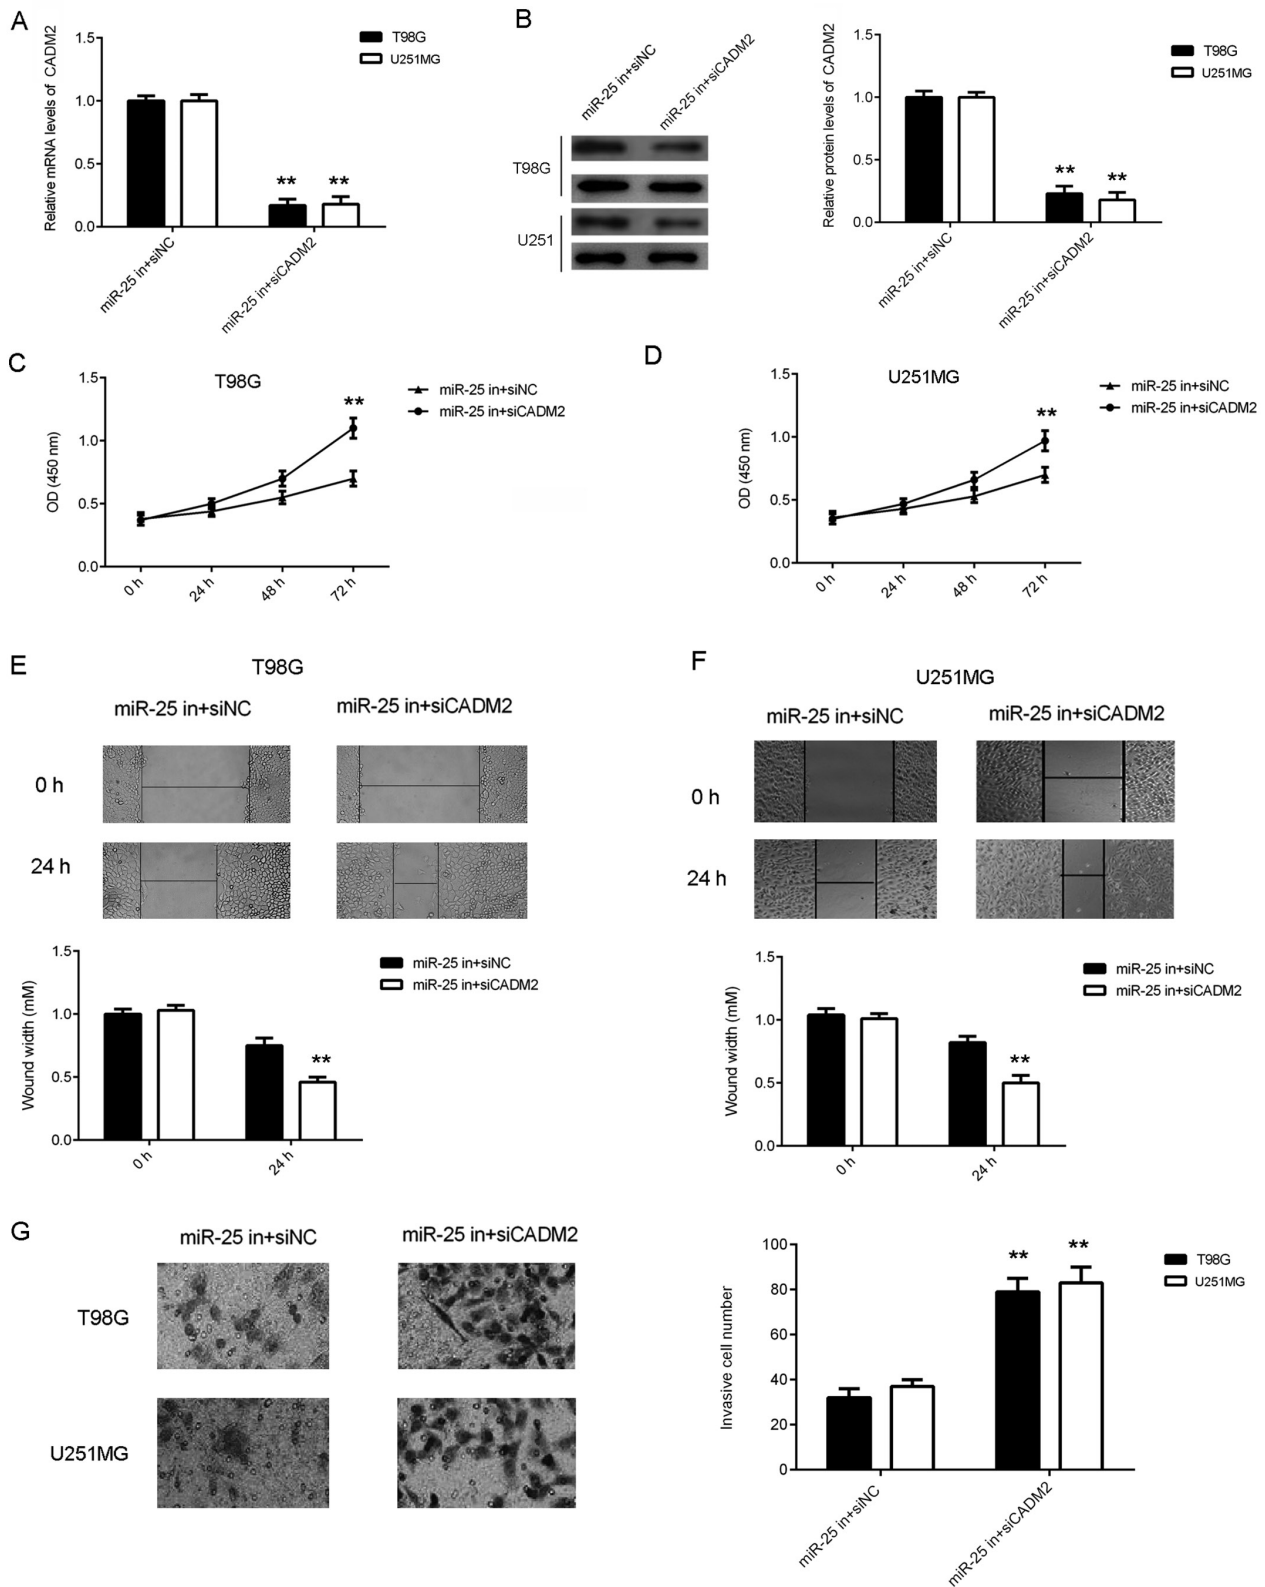 A
Relative mRNA levels of CADM2
1.5
1.0
0.5
0.0
** **
miR-25 in+siNC
miR-25 in+siCADM2
T98G
U251MG
B
miR-25 in+siNC
miR-25 in+siCADM2
T98G
U251
Relative protein levels of CADM2
1.5
1.0
0.5
0.0
** **
miR-25 in+siNC
miR-25 in+siCADM2
T98G
U251MG
C
T98G
OD (450 nm)
1.5
1.0
0.5
0.0
**
0 h
24 h
48 h
72 h
miR-25 in+siNC
miR-25 in+siCADM2
D
U251MG
OD (450 nm)
1.5
1.0
0.5
0.0
**
0 h
24 h
48 h
72 h
miR-25 in+siNC
miR-25 in+siCADM2
E
T98G
miR-25 in+siNC
miR-25 in+siCADM2
0 h
24 h
Wound width (mM)
1.5
1.0
0.5
0.0
**
0 h
24 h
miR-25 in+siNC
miR-25 in+siCADM2
F
U251MG
miR-25 in+siNC
miR-25 in+siCADM2
0 h
24 h
Wound width (mM)
1.5
1.0
0.5
0.0
**
0 h
24 h
miR-25 in+siNC
miR-25 in+siCADM2
G
miR-25 in+siNC
miR-25 in+siCADM2
T98G
U251MG
Invasive cell number
100
80
60
40
20
0
** **
miR-25 in+siNC
miR-25 in+siCADM2
T98G
U251MG